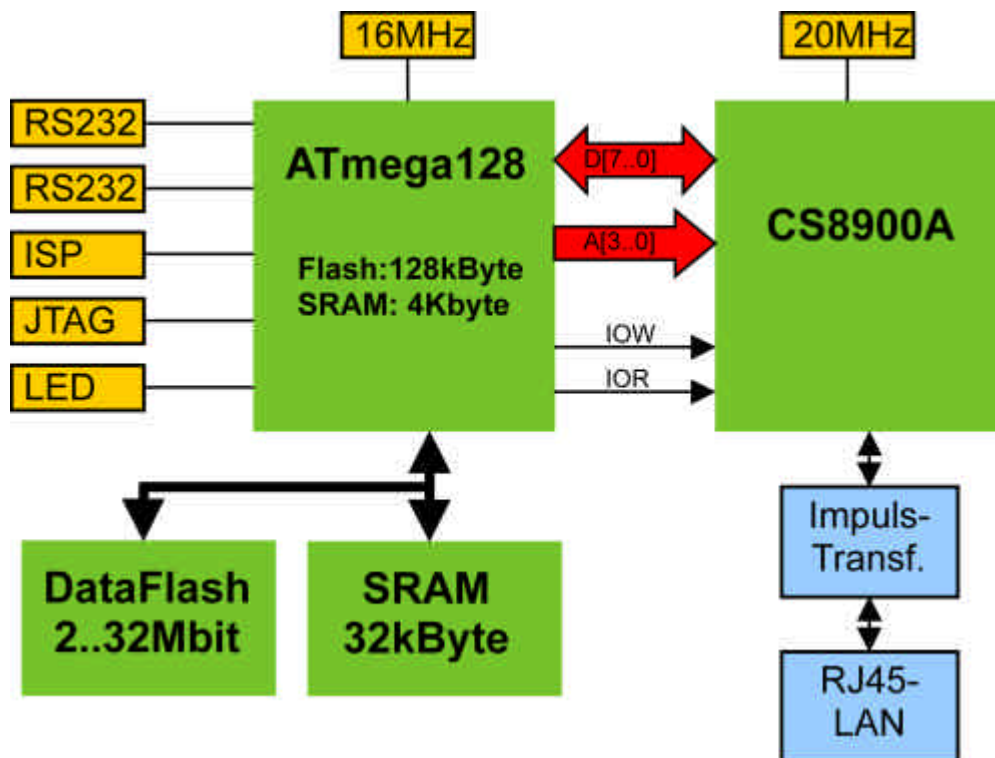 16MHz
20MHz
RS232
RS232
ISP
JTAG
LED
ATmega128
Flash:128kByte
SRAM: 4Kbyte
D[7..0]
A[3..0]
IOW
IOR
CS8900A
DataFlash
2..32Mbit
SRAM
32kByte
Impuls-
Transf.
RJ45-
LAN